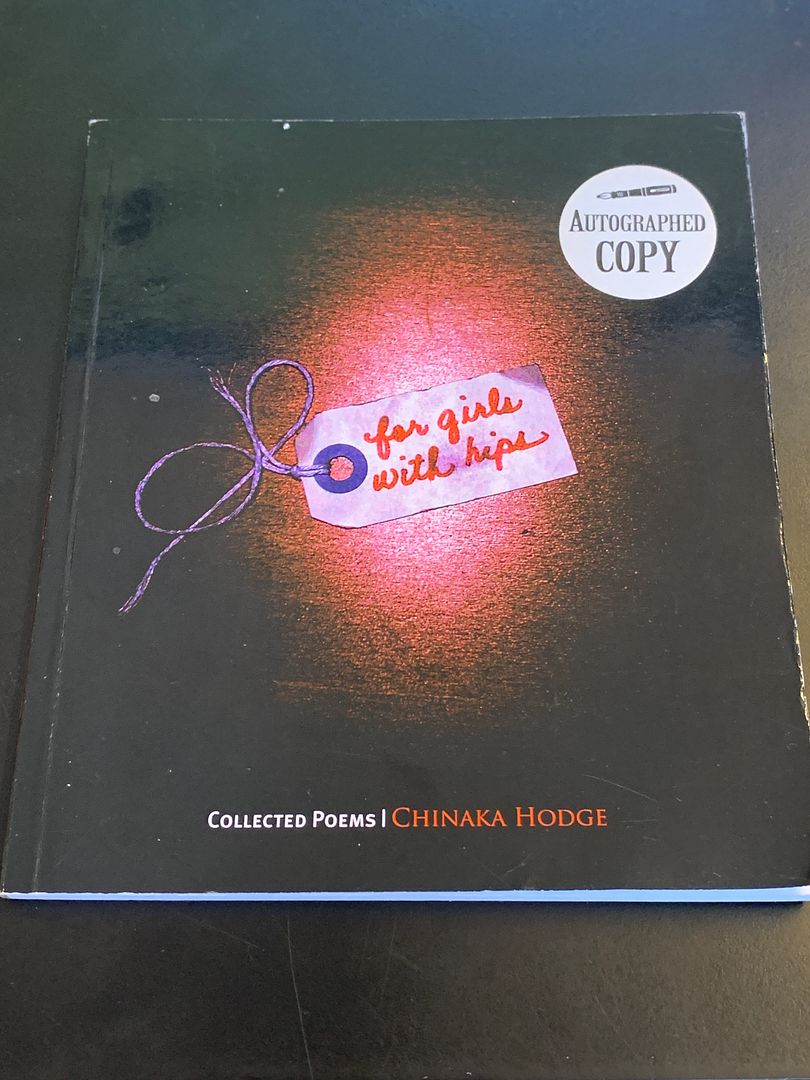 AUTOGRAPHED
COPY
for girls
with hips
COLLECTED POEMS | CHINAKA HODGE